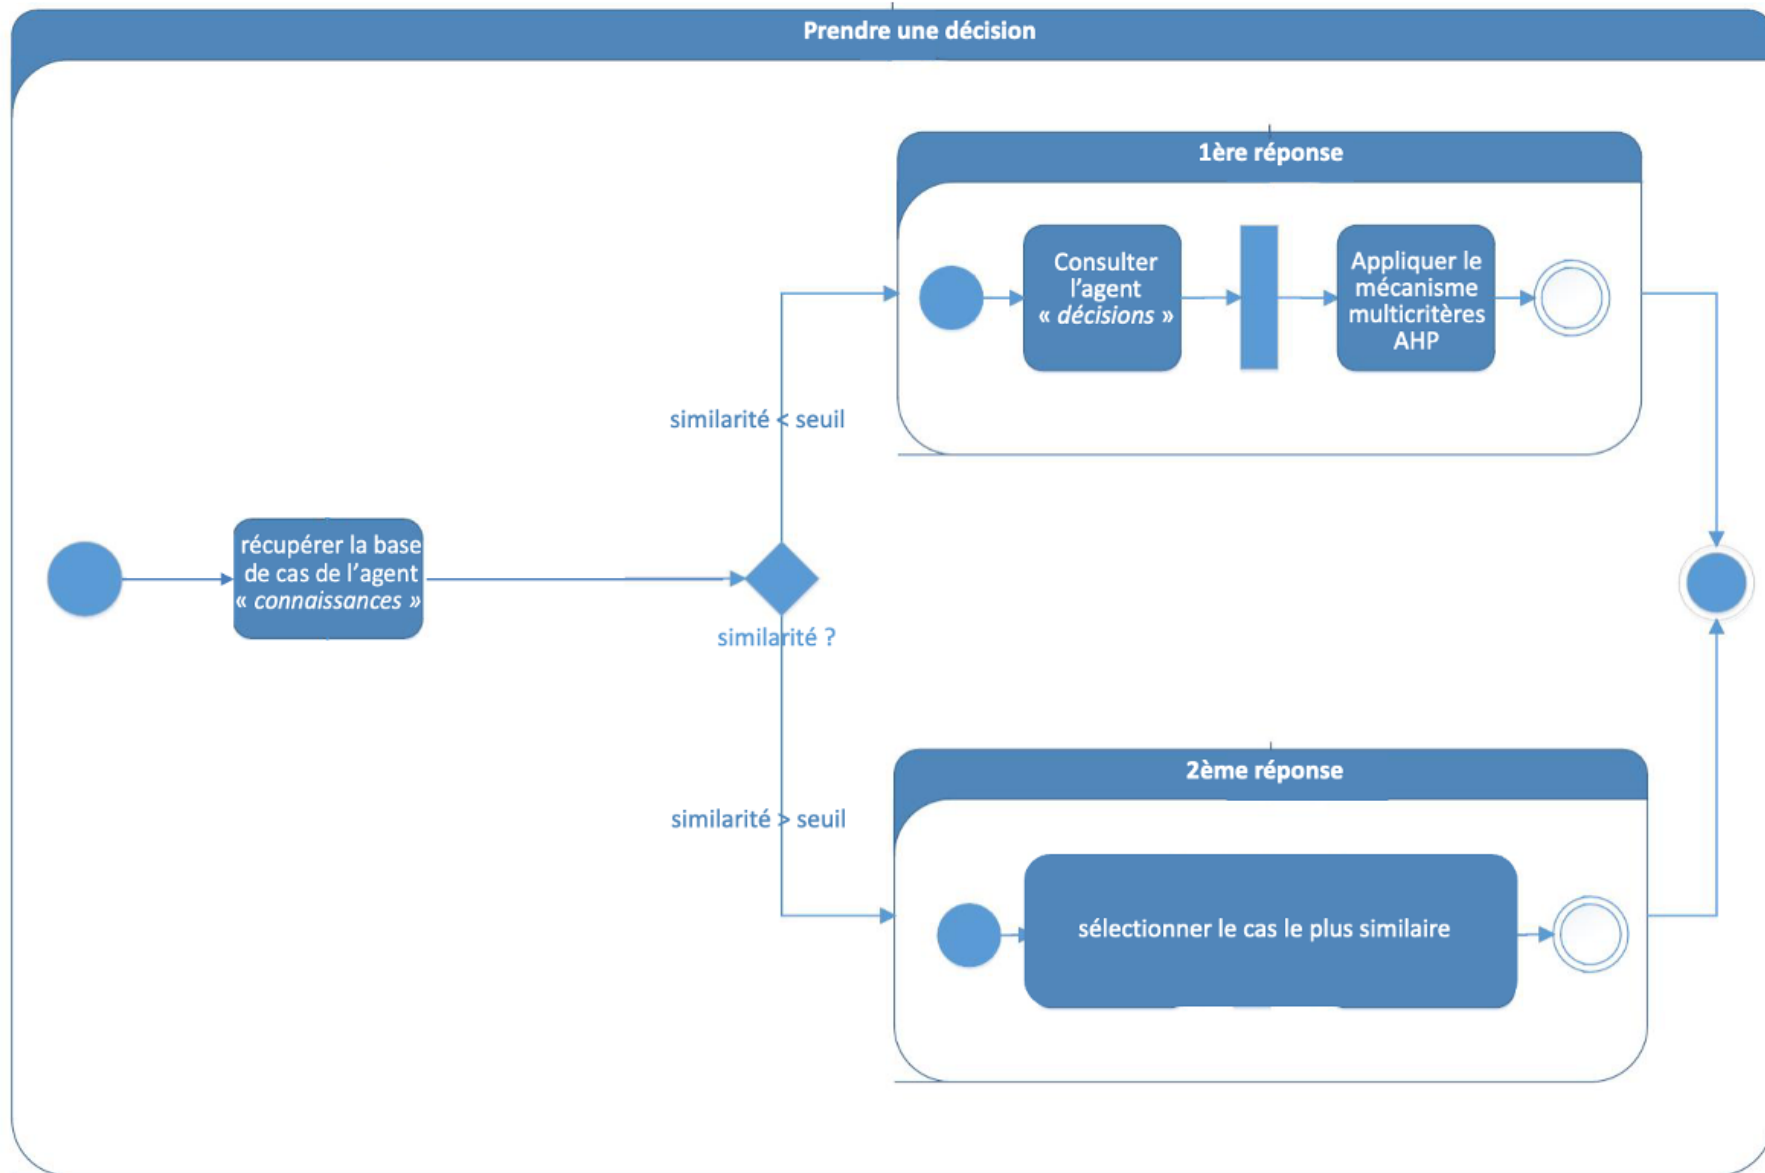 Prendre une décision
1ère réponse
Consulter
l'agent
« décisions »
Appliquer le
mécanisme
multicritères
AHP
similarité < seuil
récupérer la base
de cas de l'agent
« connaissances »
similarité ?
similarité > seuil
2ème réponse
sélectionner le cas le plus similaire